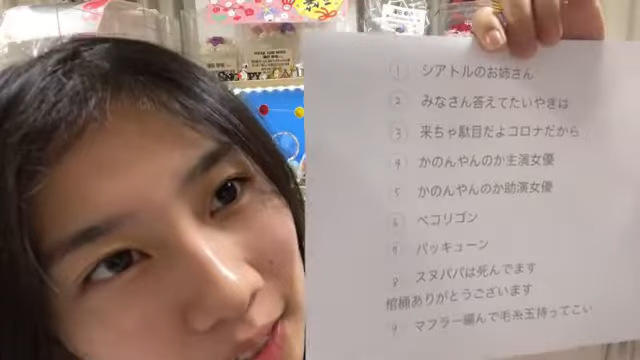 ① シアトルのお姉さん
② みなさん答えてたいやきは
③ 来ちゃ駄目だよコロナだから
④ かのんやんのか主演女優
⑤ かのんやんのか助演女優
⑥ ペコリゴン
⑧ バッキューン
9 スヌパパは死んでます
棺桶ありがとうございます
9 マフラー編んで毛糸玉持ってこい